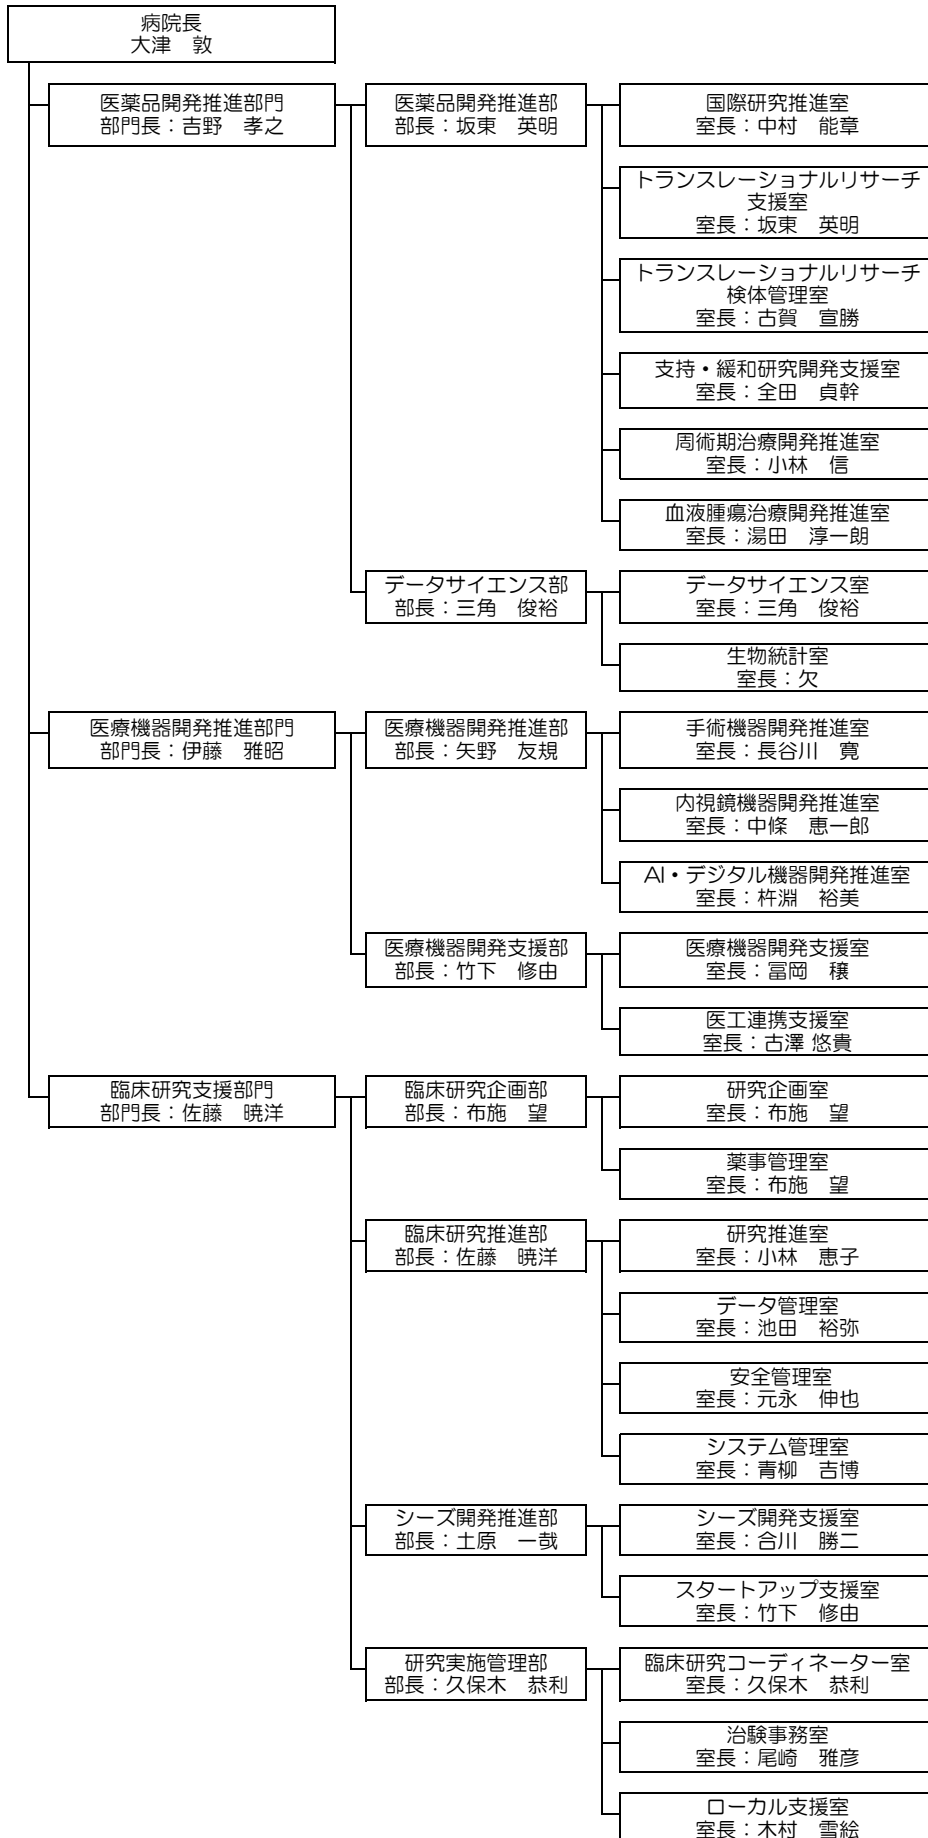 病院長
大津　敦
医薬品開発推進部門
部門長：吉野　孝之
医薬品開発推進部
部長：坂東　英明
国際研究推進室
室長：中村　能章
トランスレーショナルリサーチ
支援室
室長：坂東　英明
トランスレーショナルリサーチ
検体管理室
室長：古賀　宣勝
支持・緩和研究開発支援室
室長：全田　貞幹
周術期治療開発推進室
室長：小林　信
血液腫瘍治療開発推進室
室長：湯田　淳一朗
データサイエンス部
部長：三角　俊裕
データサイエンス室
室長：三角　俊裕
生物統計室
室長：欠
医療機器開発推進部門
部門長：伊藤　雅昭
医療機器開発推進部
部長：矢野　友規
手術機器開発推進室
室長：長谷川　寛
内視鏡機器開発推進室
室長：中條　恵一郎
AI・デジタル機器開発推進室
室長：杵淵　裕美
医療機器開発支援部
部長：竹下　修由
医療機器開発支援室
室長：冨岡　穣
医工連携支援室
室長：古澤 悠貴
臨床研究支援部門
部門長：佐藤　暁洋
臨床研究企画部
部長：布施　望
研究企画室
室長：布施　望
薬事管理室
室長：布施　望
臨床研究推進部
部長：佐藤　暁洋
研究推進室
室長：小林　恵子
データ管理室
室長：池田　裕弥
安全管理室
室長：元永　伸也
システム管理室
室長：青柳　吉博
シーズ開発推進部
部長：土原　一哉
シーズ開発支援室
室長：合川　勝二
スタートアップ支援室
室長：竹下　修由
研究実施管理部
部長：久保木　恭利
臨床研究コーディネーター室
室長：久保木　恭利
治験事務室
室長：尾崎　雅彦
ローカル支援室
室長：木村　雪絵